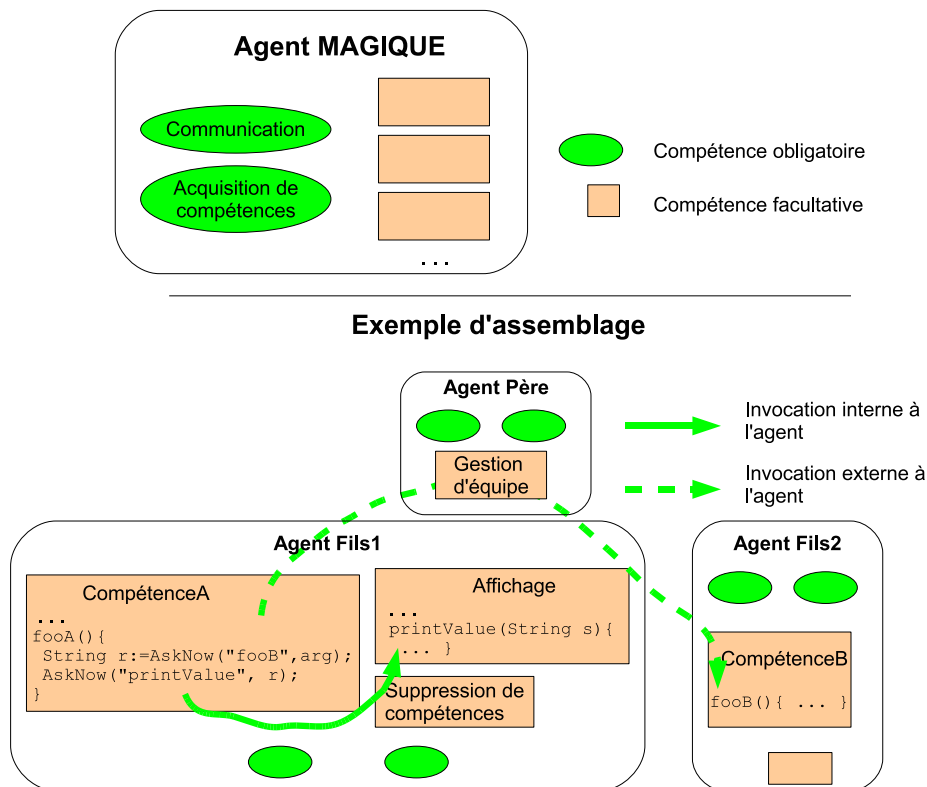 Agent MAGIQUE
Communication
Acquisition de
compétences
. . .
Compétence obligatoire
Compétence facultative
Exemple d'assemblage
Agent Père
Gestion
d'équipe
Invocation interne à
l'agent
Invocation externe à
l'agent
Agent Fils1
CompétenceA
...
fooA(){
String r:=AskNow("fooB",arg);
AskNow("printValue", r);
}
Affichage
...
printValue(String s){
... }
Suppression de
compétences
Agent Fils2
CompétenceB
fooB(){ ... }